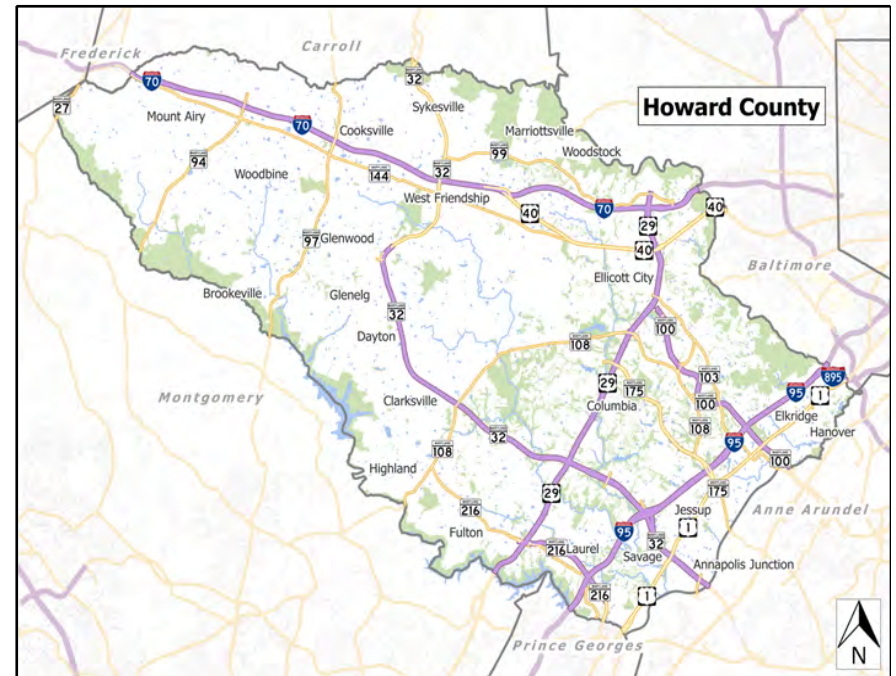 Frederick
Carroll
70
32
27
Howard County
Mount Airy
70
Cooksville
Sykesville
Marriottsville
94
99
Woodstock
Woodbine
144
MARYLAND
32
West Friendship
40
70
40
29
97
Glenwood
40
Ellicott City
Baltimore
Brookeville
Glenelg
32
Dayton
108
100
Montgomery
29
175
103
95
895
Clarksville
Columbia
100
1
Elkridge
108
Hanover
108
32
95
100
Highland
29
175
Anne Arundel
216
Jessup
Fulton
95
1
216
Laurel
32
Savage
Annapolis Junction
216
1
Prince Georges
N